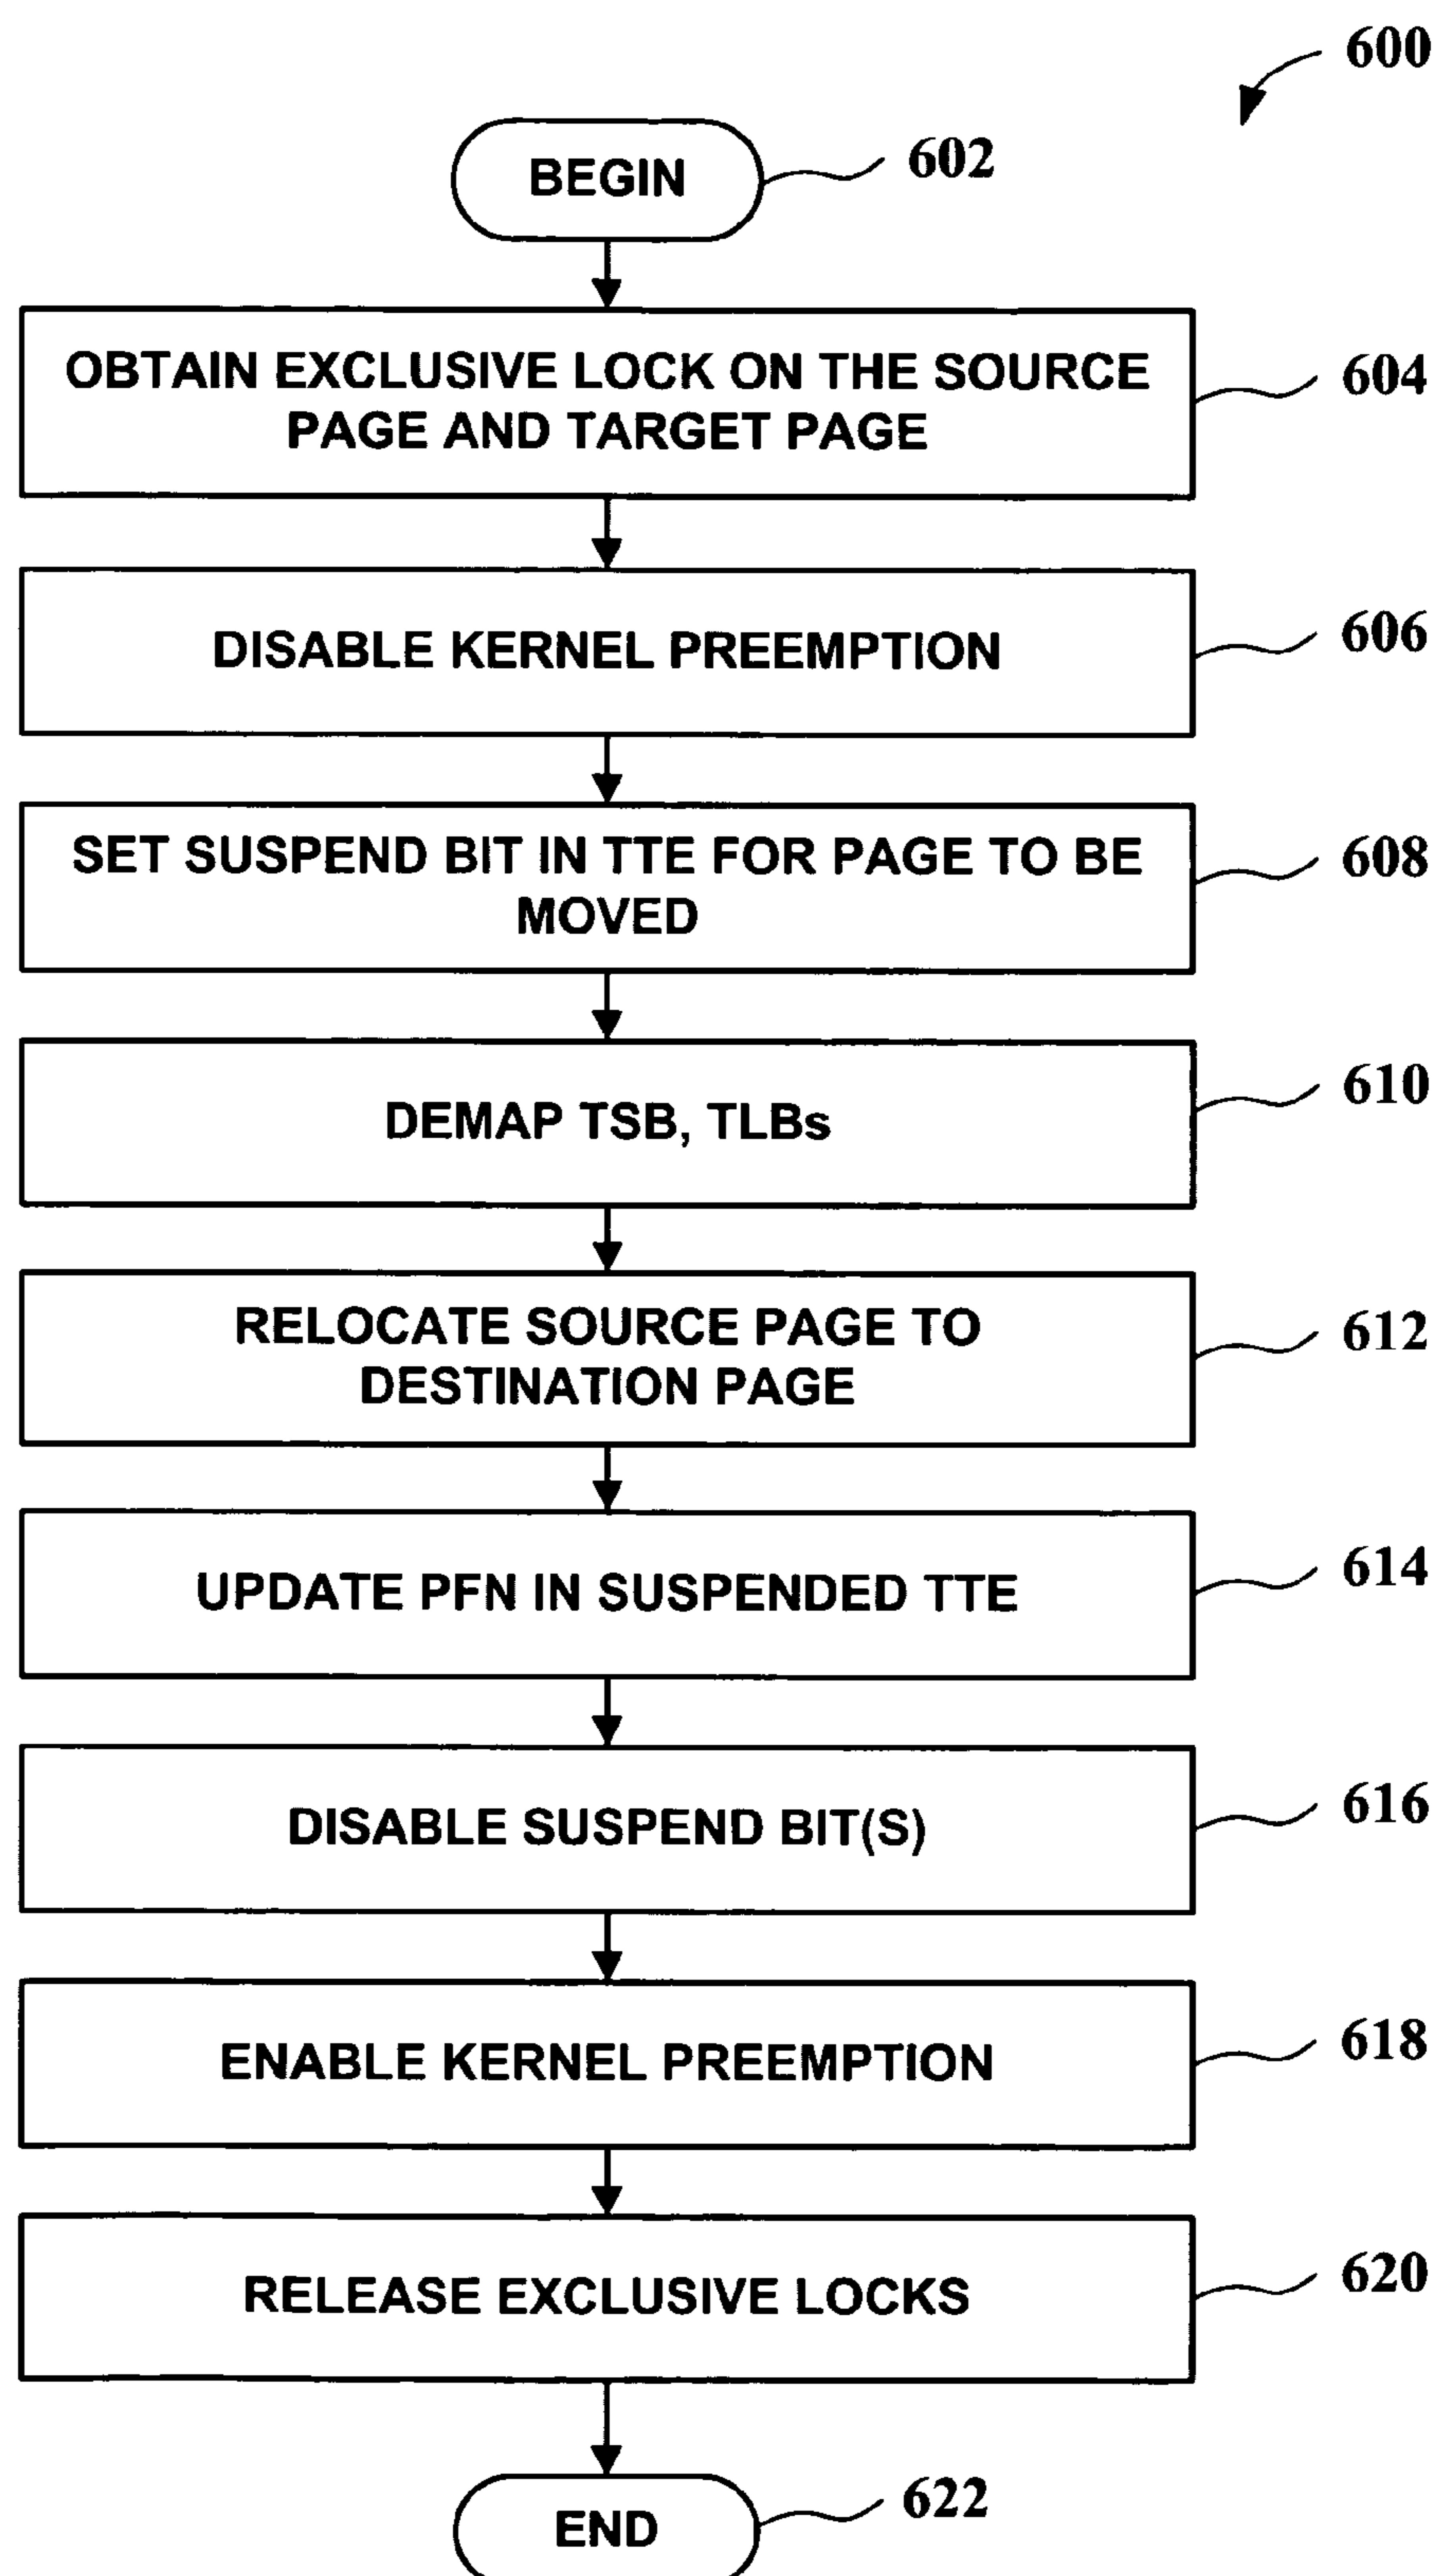 600
BEGIN
602
OBTAIN EXCLUSIVE LOCK ON THE SOURCE
PAGE AND TARGET PAGE
604
DISABLE KERNEL PREEMPTION
606
SET SUSPEND BIT IN TTE FOR PAGE TO BE
MOVED
608
DEMAP TSB, TLBs
610
RELOCATE SOURCE PAGE TO
DESTINATION PAGE
612
UPDATE PFN IN SUSPENDED TTE
614
DISABLE SUSPEND BIT(S)
616
ENABLE KERNEL PREEMPTION
618
RELEASE EXCLUSIVE LOCKS
620
END
622